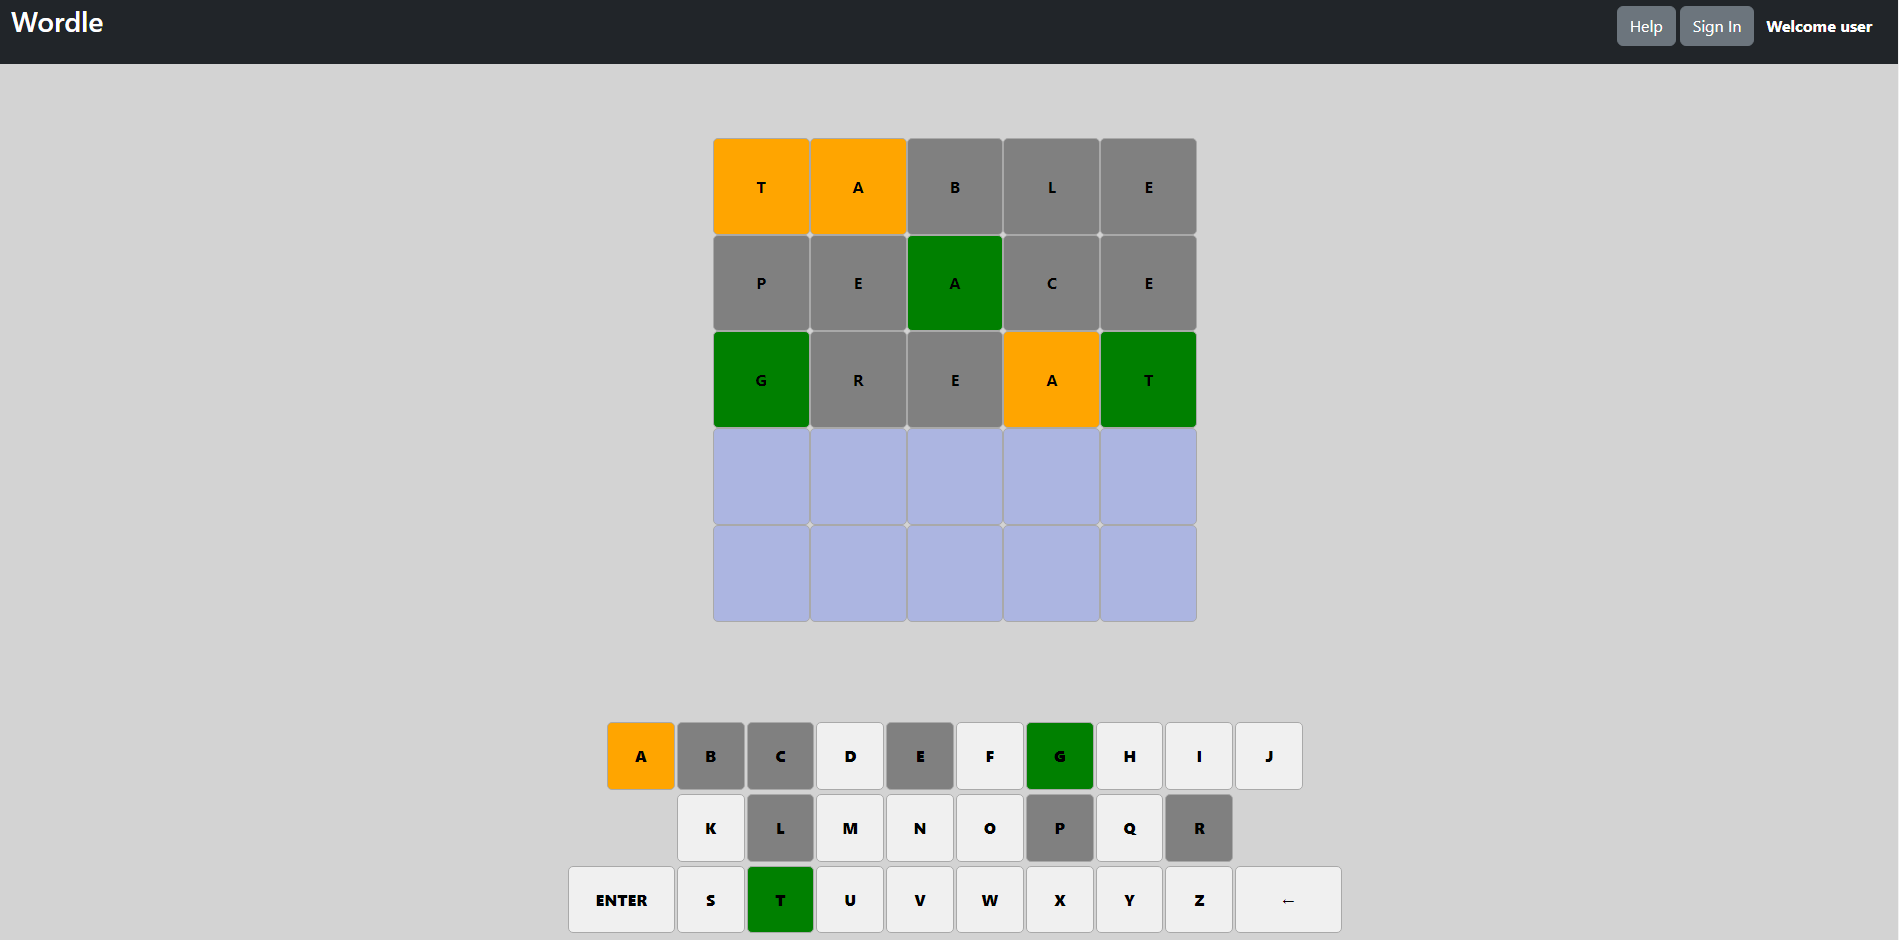 Wordle
Help Sign In Welcome user
T A B L E
P E A C E
G R E A T
A B C D E F G H I J
K L M N O P Q R
ENTER S T U V W X Y Z ←